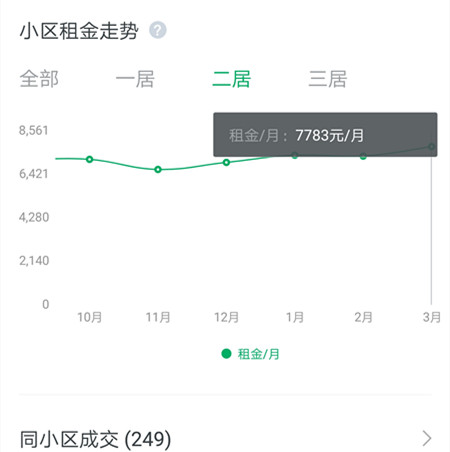 小区租金走势 ?
全部 一居 二居 三居
8,561
租金/月: 7783元/月
6,421
4,280
2,140
0
10月 11月 12月 1月 2月 3月
租金/月
同小区成交 (249)